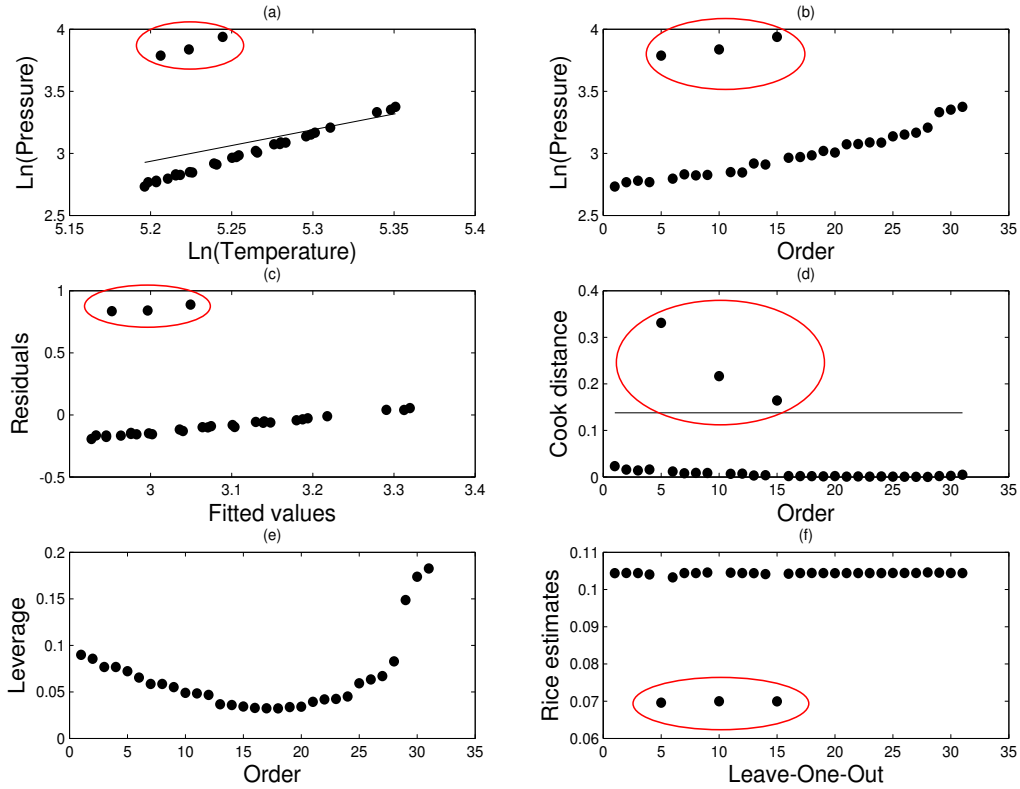 (a)
4
3.5
3
2.5
5.15 5.2 5.25 5.3 5.35 5.4
Ln(Pressure)
Ln(Temperature)
(b)
4
3.5
3
2.5
0 5 10 15 20 25 30 35
Ln(Pressure)
Order
(c)
1
0.5
0
-0.5
3 3.1 3.2 3.3 3.4
Residuals
Fitted values
(d)
0.4
0.3
0.2
0.1
0
0 5 10 15 20 25 30 35
Cook distance
Order
(e)
0.2
0.15
0.1
0.05
0
0 5 10 15 20 25 30 35
Leverage
Order
(f)
0.11
0.1
0.09
0.08
0.07
0.06
0 5 10 15 20 25 30 35
Rice estimates
Leave-One-Out